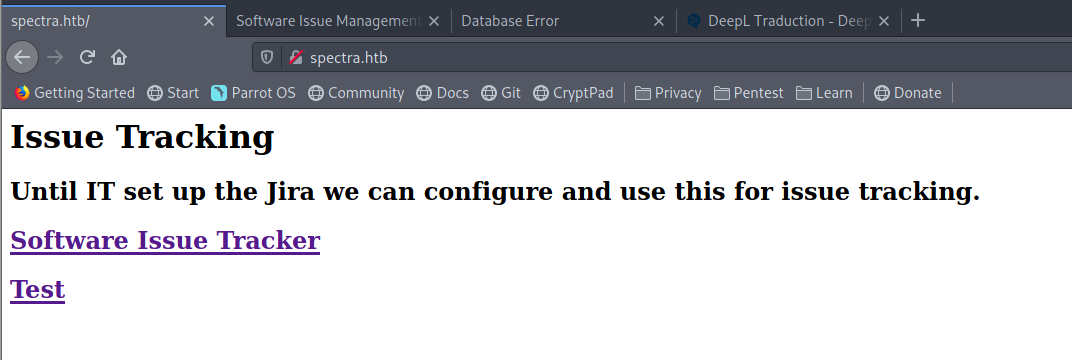 spectra.htb/ Software Issue Management Database Error DeepL Traduction - Deep
spectra.htb
Getting Started Start Parrot OS Community Docs Git CryptPad Privacy Pentest Learn Donate
Issue Tracking
Until IT set up the Jira we can configure and use this for issue tracking.
Software Issue Tracker
Test